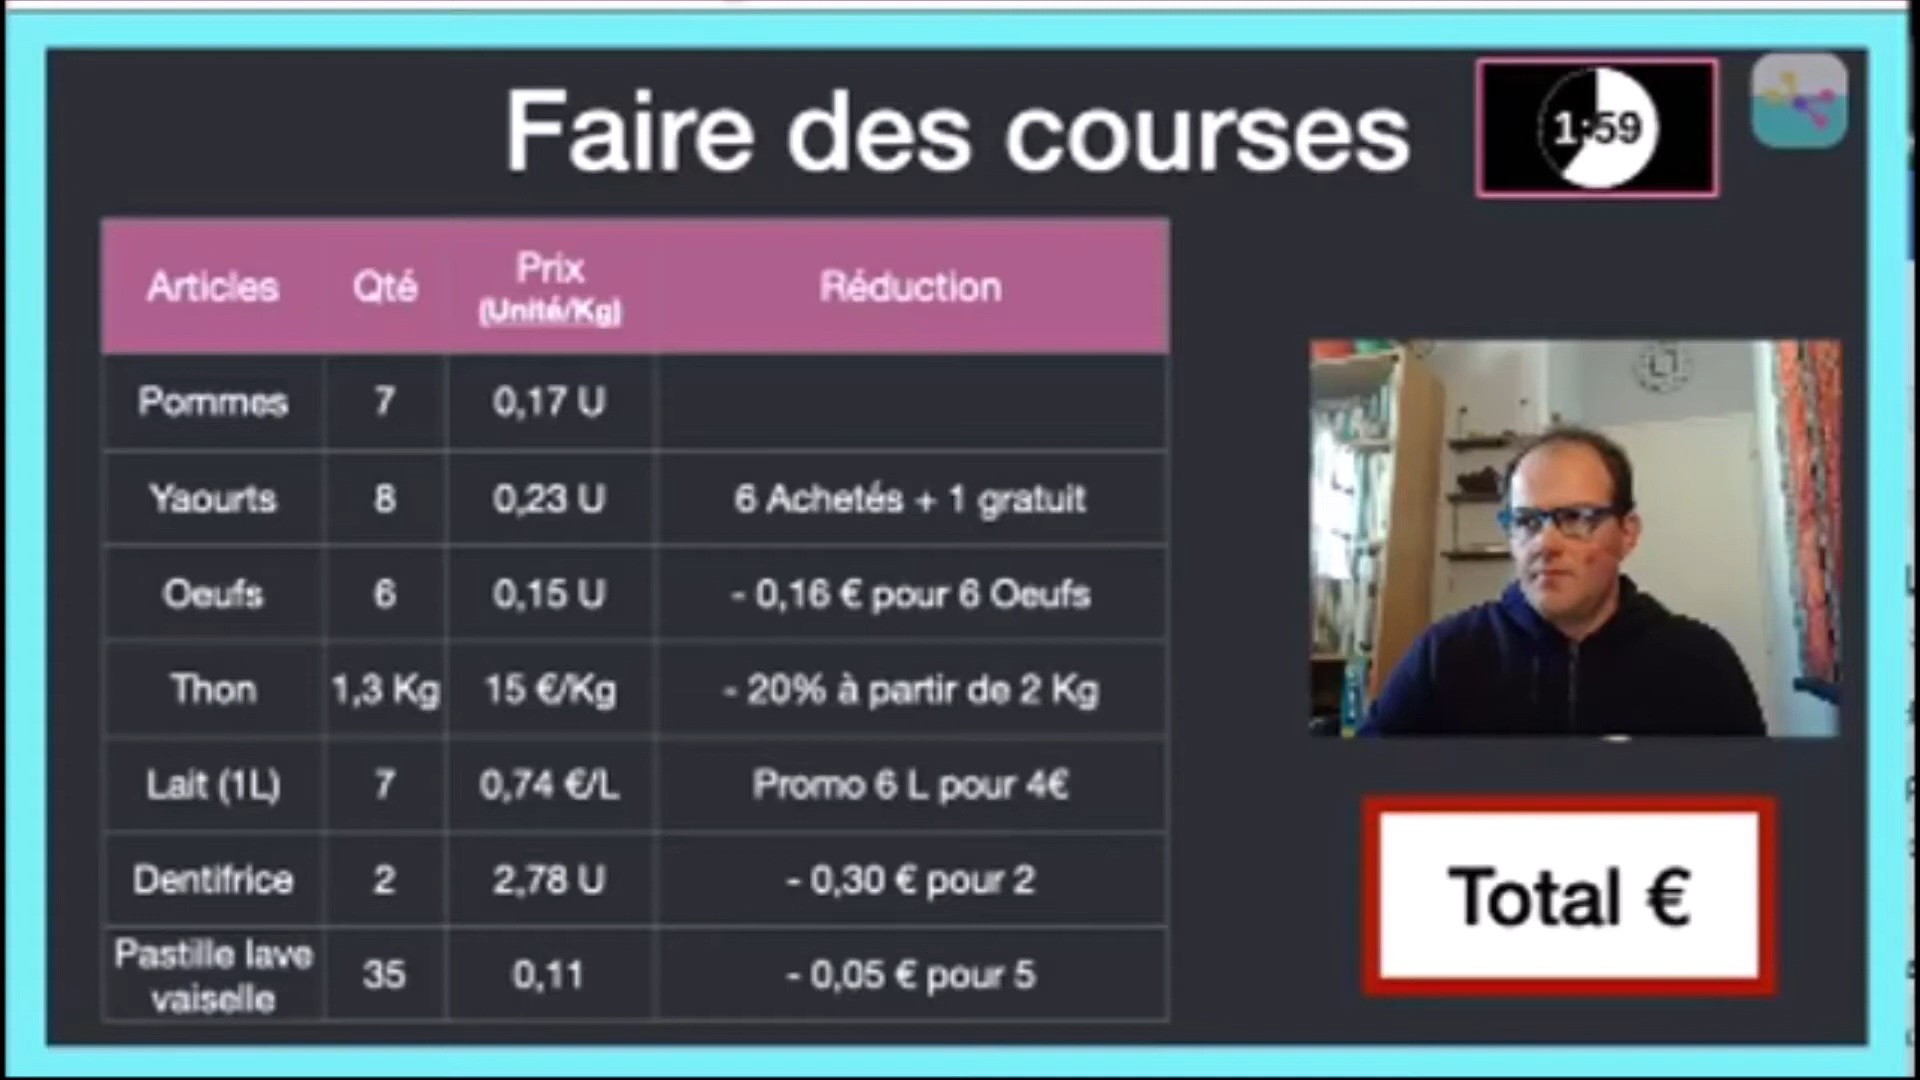 Faire des courses
1:59
Articles Qté Prix (Unité/Kg) Réduction
Pommes 7 0,17 U
Yaourts 8 0,23 U 6 Achetés + 1 gratuit
Oeufs 6 0,15 U - 0,16 € pour 6 Oeufs
Thon 1,3 Kg 15 €/Kg - 20% à partir de 2 Kg
Lait (1L) 7 0,74 €/L Promo 6 L pour 4€
Dentifrice 2 2,78 U - 0,30 € pour 2
Pastille lave vaiselle 35 0,11 - 0,05 € pour 5
Total €